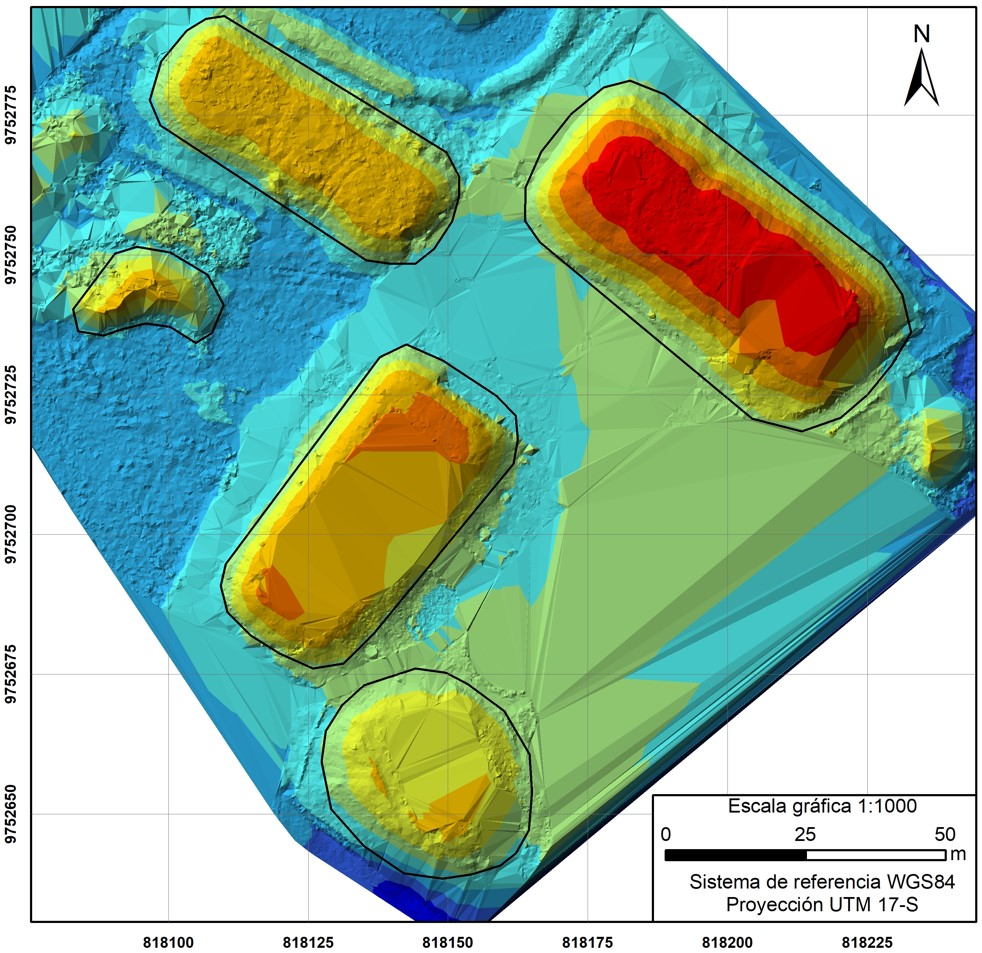 N
9752775
9752750
9752725
9752700
9752675
9752650
Escala gráfica 1:1000
0 25 50
m
Sistema de referencia WGS84
Proyección UTM 17-S
818100 818125 818150 818175 818200 818225